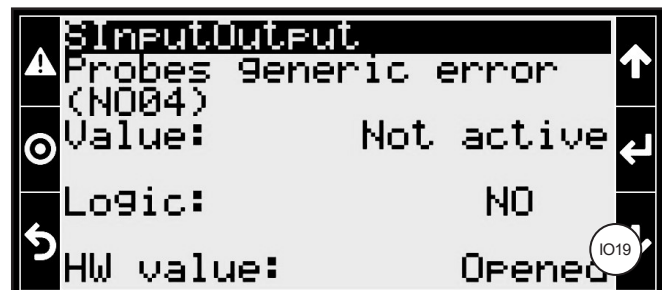 SInputOutput
Probes generic error
(NO04)
Value: Not active
Logic: NO
HW value: Opened
IO19